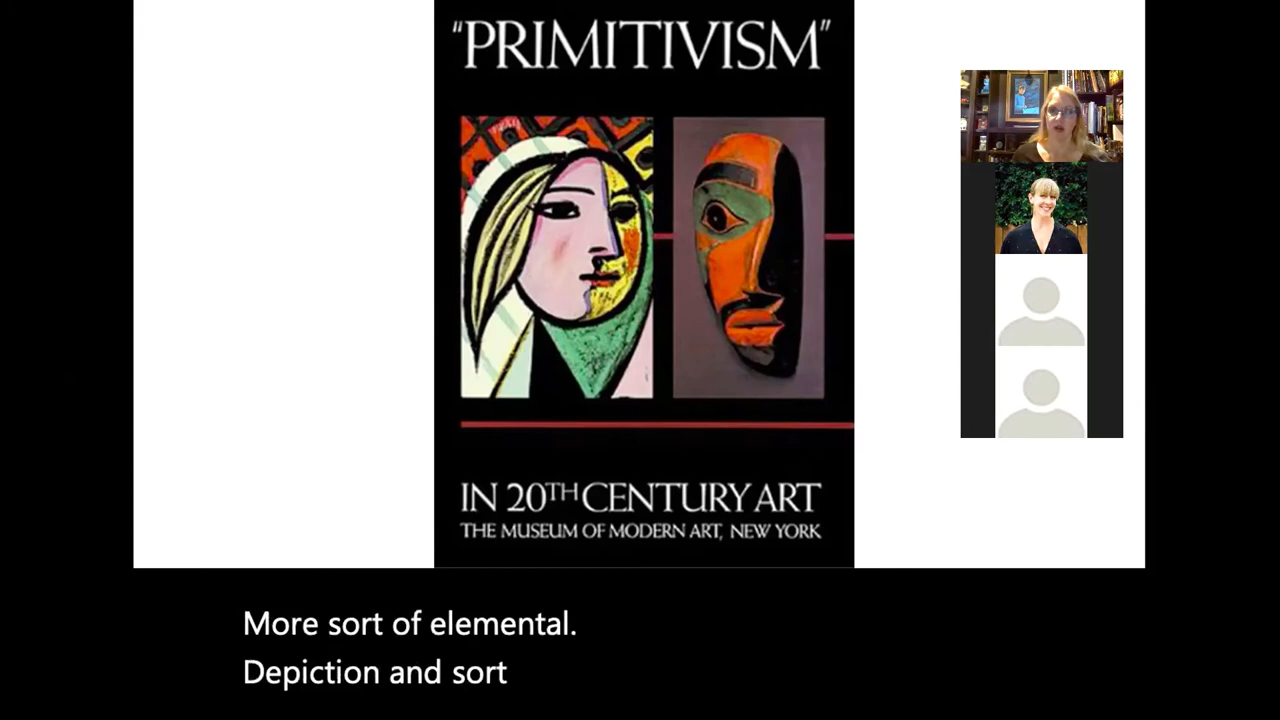 "PRIMITIVISM"
IN 20TH CENTURY ART
THE MUSEUM OF MODERN ART, NEW YORK
More sort of elemental.
Depiction and sort